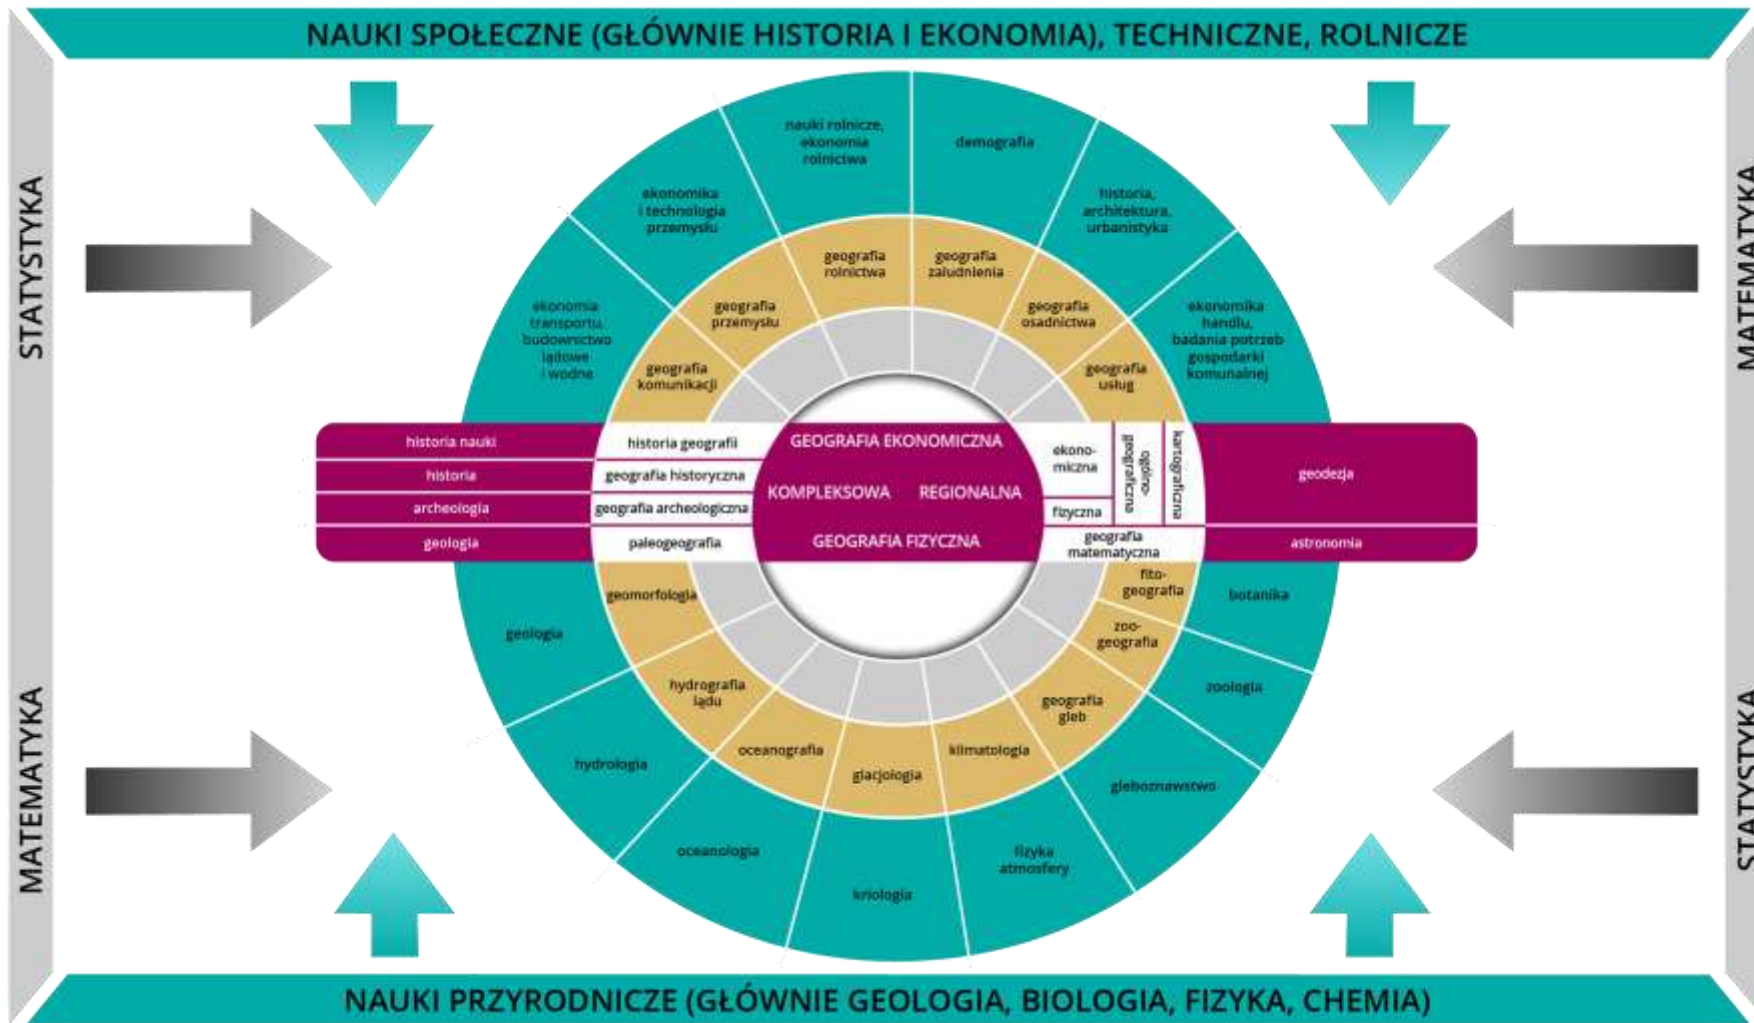 NAUKI SPOŁECZNE (GŁÓWNIE HISTORIA I EKONOMIA), TECHNICZNE, ROLNICZE
STATYSTYKA
MATEMATYKA
MATEMATYKA
STATYSTYKA
nauki rolnicze,
ekonomia
rolnictwa
demografia
ekonomika
i technologia
przemysłu
historia,
architektura,
urbanistyka
ekonomia
transportu,
budownictwo
lądowe
i wodne
ekonomika
handlu,
badania potrzeb
gospodarki
komunalnej
geografia
rolnictwa
geografia
zaludnienia
geografia
przemysłu
geografia
osadnictwa
geografia
komunikacji
geografia
usług
historia nauki
historia geografii
GEOGRAFIA EKONOMICZNA
historia
geografia historyczna
KOMPLEKSOWA REGIONALNA
archeologia
geografia archeologiczna
geologia
paleogeografia
GEOGRAFIA FIZYCZNA
ekono-
miczna
fizyczna
ogólno-
geograficzna
kartograficzna
geodezja
geografia
matematyczna
astronomia
geomorfologia
fito-
geografia
botanika
geologia
zoo-
geografia
zoologia
hydrografia
lądu
geografia
gleb
hydrologia
oceanografia
glacjologia
klimatologia
gleboznawstwo
oceanologia
kriologia
fizyka
atmosfery
NAUKI PRZYRODNICZE (GŁÓWNIE GEOLOGIA, BIOLOGIA, FIZYKA, CHEMIA)